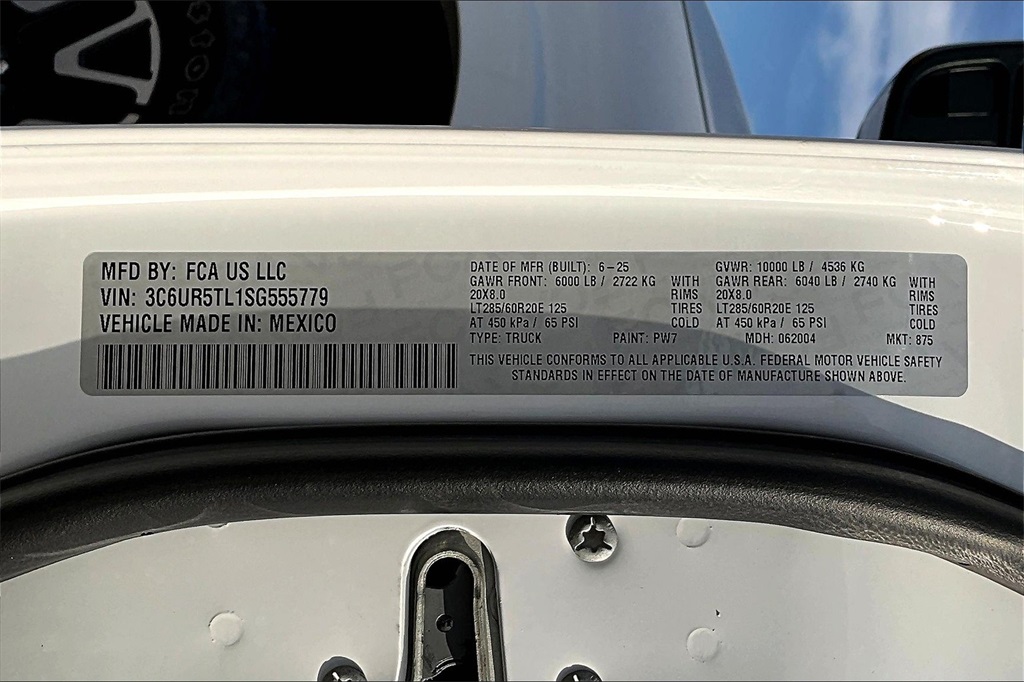 MFD BY: FCA US LLC
VIN: 3C6UR5TL1SG555779
VEHICLE MADE IN: MEXICO
DATE OF MFR (BUILT): 6-25
GAWR FRONT: 6000 LB / 2722 KG WITH
20X8.0 RIMS
LT285/60R20E 125 TIRES
AT 450 kPa / 65 PSI COLD
GVWR: 10000 LB / 4536 KG
GAWR REAR: 6040 LB / 2740 KG WITH
20X8.0 RIMS
LT285/60R20E 125 TIRES
AT 450 kPa / 65 PSI COLD
TYPE: TRUCK PAINT: PW7 MDH: 062004 MKT: 875
THIS VEHICLE CONFORMS TO ALL APPLICABLE U.S.A. FEDERAL MOTOR VEHICLE SAFETY
STANDARDS IN EFFECT ON THE DATE OF MANUFACTURE SHOWN ABOVE.